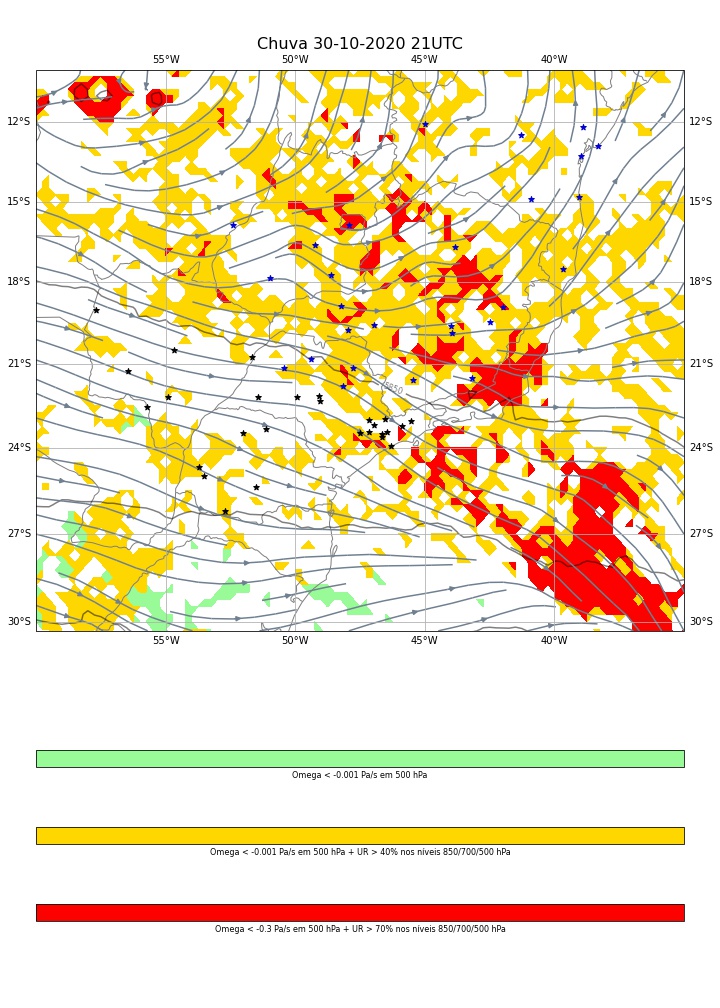 Chuva 30-10-2020 21UTC
55°W 50°W 45°W 40°W
12°S 12°S
15°S 15°S
18°S 18°S
21°S 21°S
5850
24°S 24°S
27°S 27°S
30°S 30°S
55°W 50°W 45°W 40°W
Omega < -0.001 Pa/s em 500 hPa
Omega < -0.001 Pa/s em 500 hPa + UR > 40% nos níveis 850/700/500 hPa
Omega < -0.3 Pa/s em 500 hPa + UR > 70% nos níveis 850/700/500 hPa